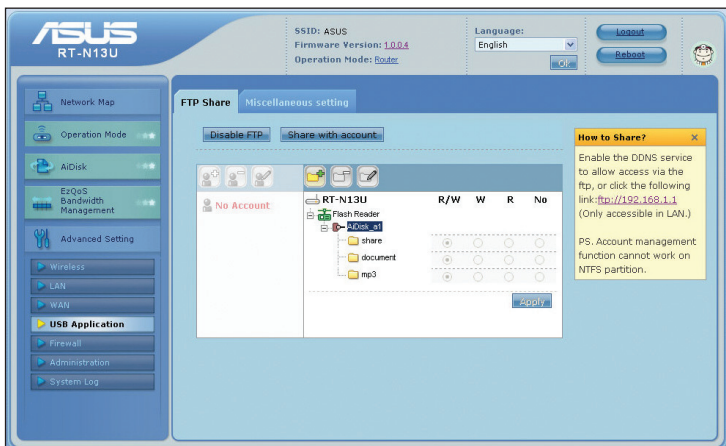 ASUS
RT-N13U
SSID: ASUS
Firmware Version: 1.0.0.4
Operation Mode: Router
Language:
English
OK
Logout
Reboot
Network Map
Operation Mode
AiDisk
EzQoS
Bandwidth
Management
Advanced Setting
Wireless
LAN
WAN
USB Application
Firewall
Administration
System Log
FTP Share Miscellaneous setting
Disable FTP Share with account
No Account
RT-N13U R/W W R No
Flash Reader
AiDisk_a1
share
document
mp3
Apply
How to Share? ×
Enable the DDNS service
to allow access via the
ftp, or click the following
link:ftp://192.168.1.1
(Only accessible in LAN.)
PS. Account management
function cannot work on
NTFS partition.